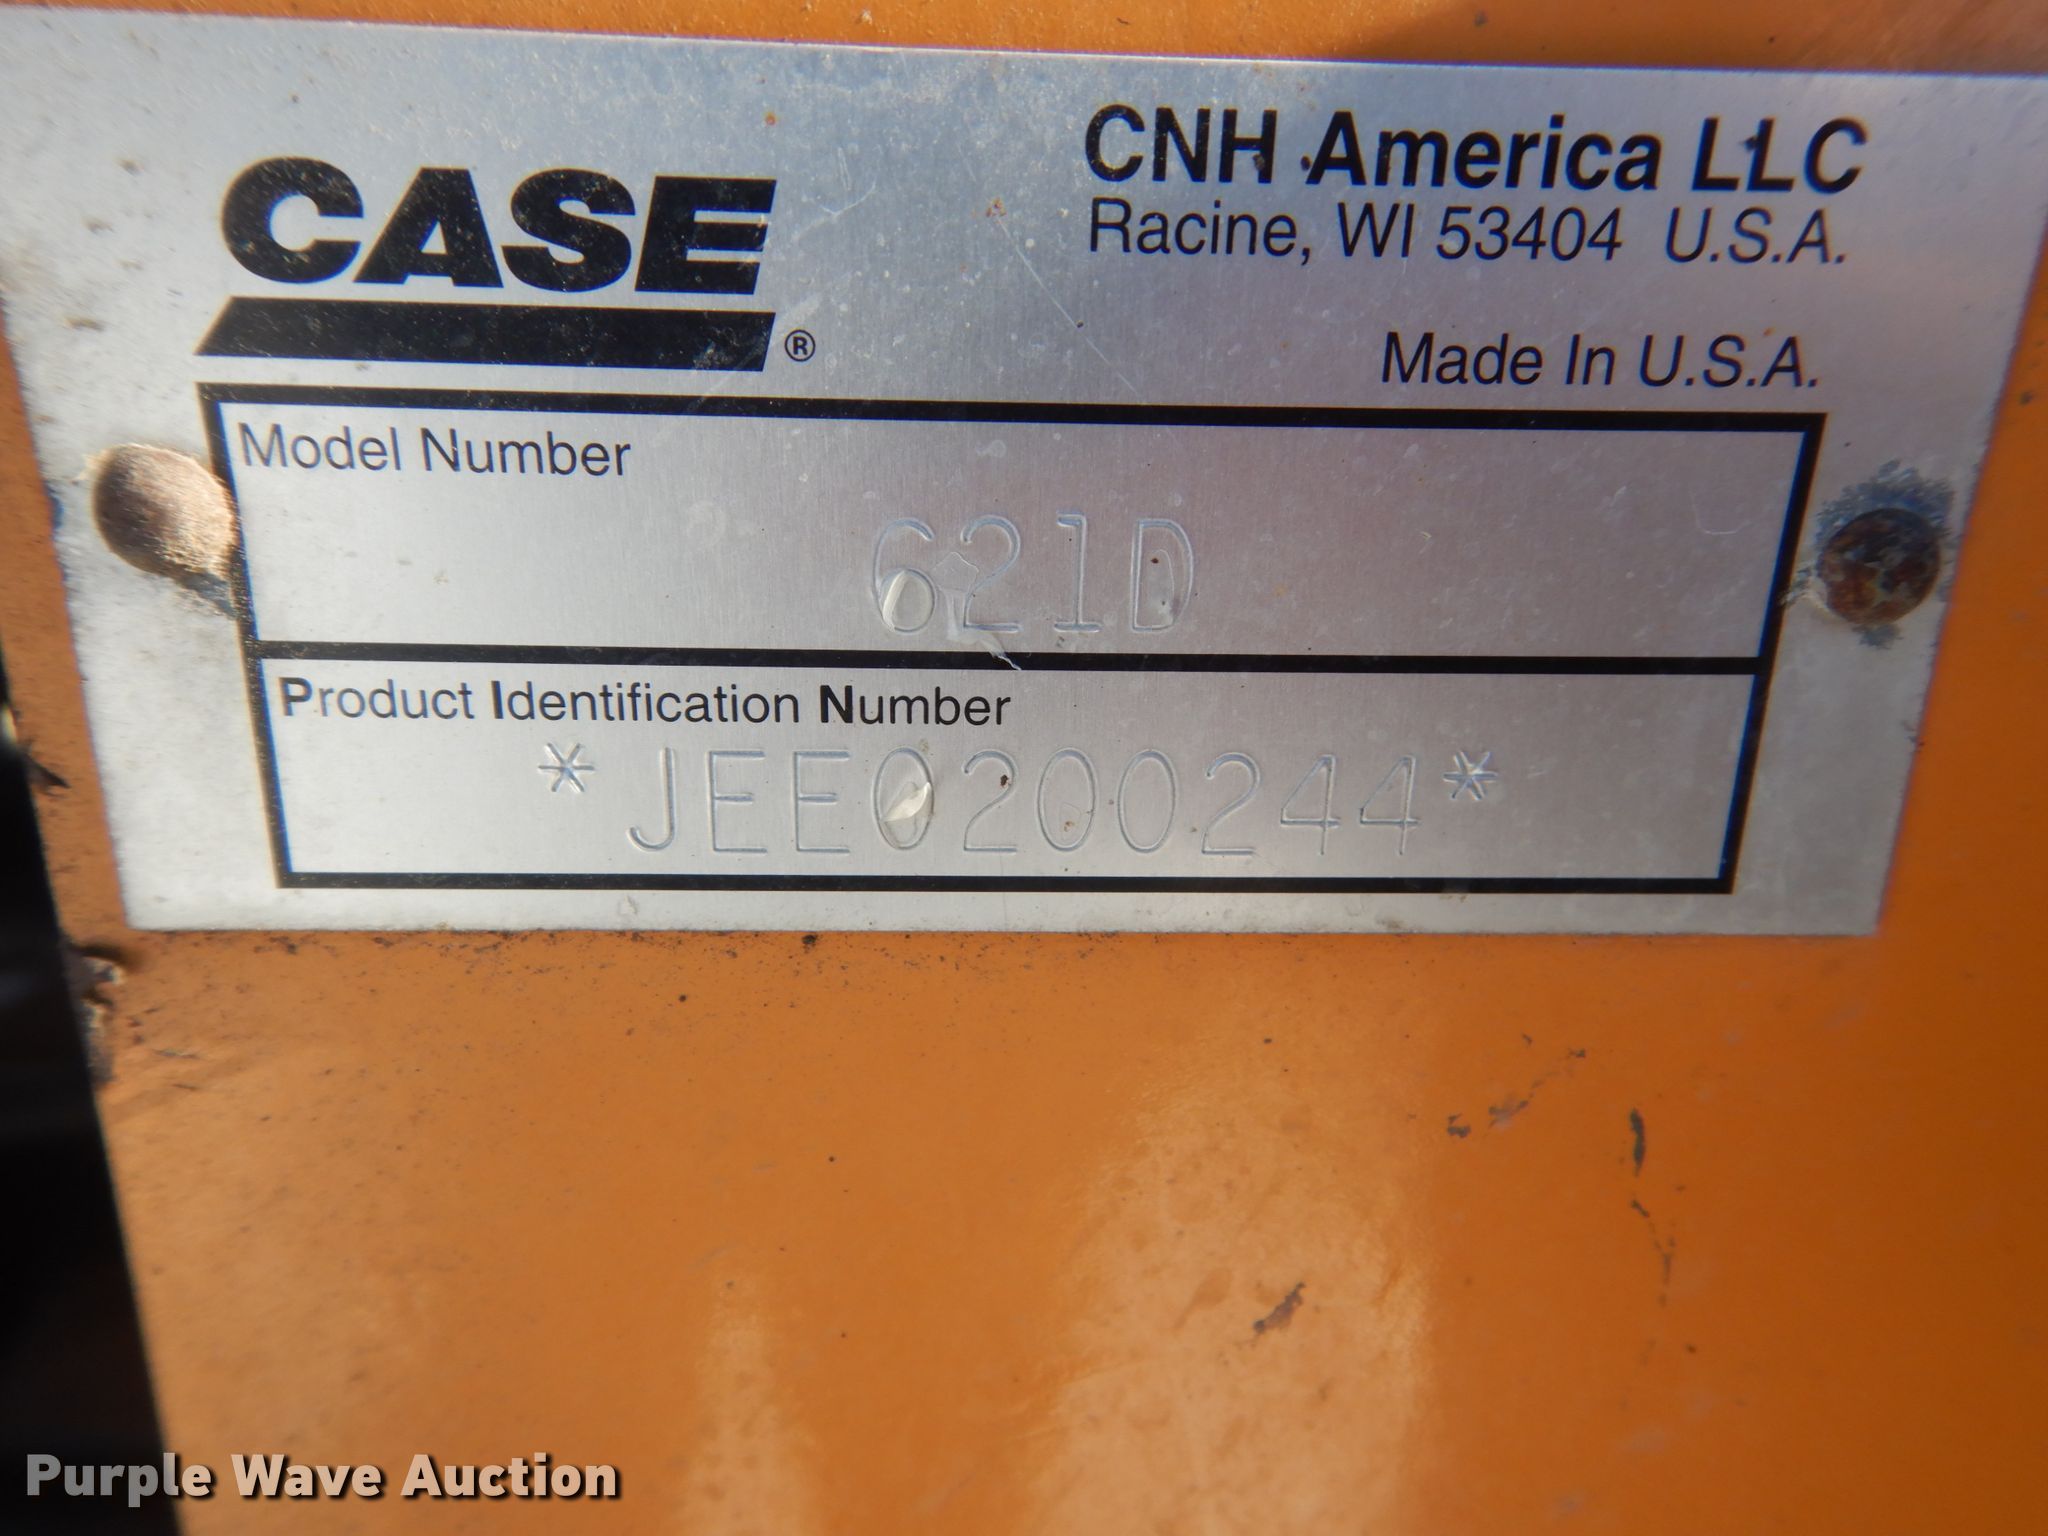 CASE®
CNH America LLC
Racine, WI 53404 U.S.A.
Made In U.S.A.
Model Number
621D
Product Identification Number
*JEE0200244*
Purple Wave Auction